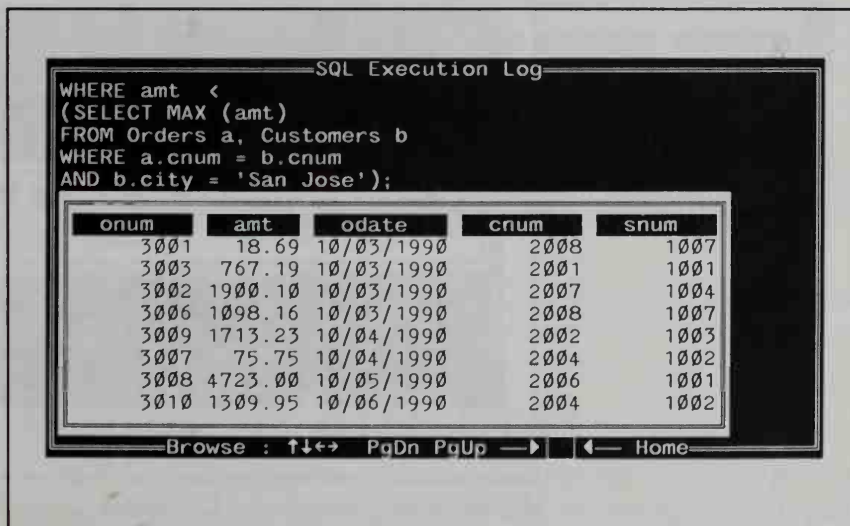 SQL Execution Log
WHERE amt <
(SELECT MAX (amt)
FROM Orders a, Customers b
WHERE a.cnum = b.cnum
AND b.city = 'San Jose');
onum amt odate cnum snum
3001 18.69 10/03/1990 2008 1007
3003 767.19 10/03/1990 2001 1001
3002 1900.10 10/03/1990 2007 1004
3006 1098.16 10/03/1990 2008 1007
3009 1713.23 10/04/1990 2002 1003
3007 75.75 10/04/1990 2004 1002
3008 4723.00 10/05/1990 2006 1001
3010 1309.95 10/06/1990 2004 1002
Browse : ↑↓←→ PgDn PgUp —▶ ◀— Home